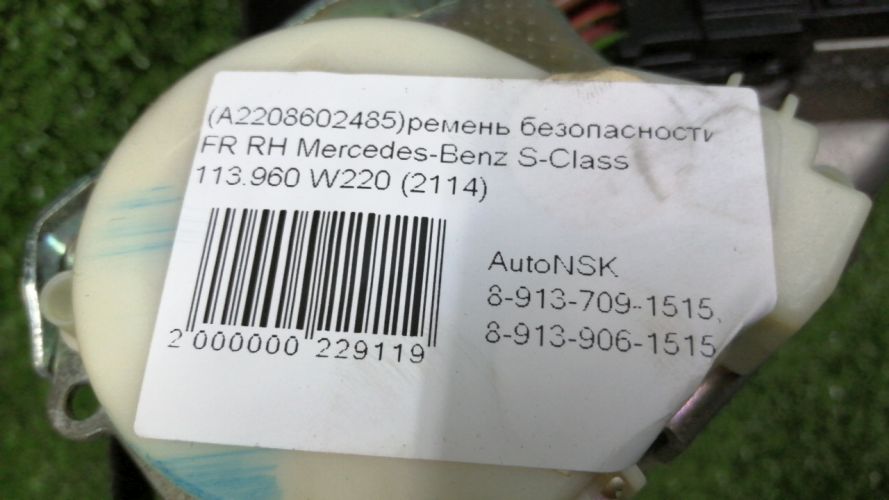 (A2208602485)ремень безопасности
FR RH Mercedes-Benz S-Class
113.960 W220 (2114)
AutoNSK
8-913-709-1515,
8-913-906-1515
2 000000 229119